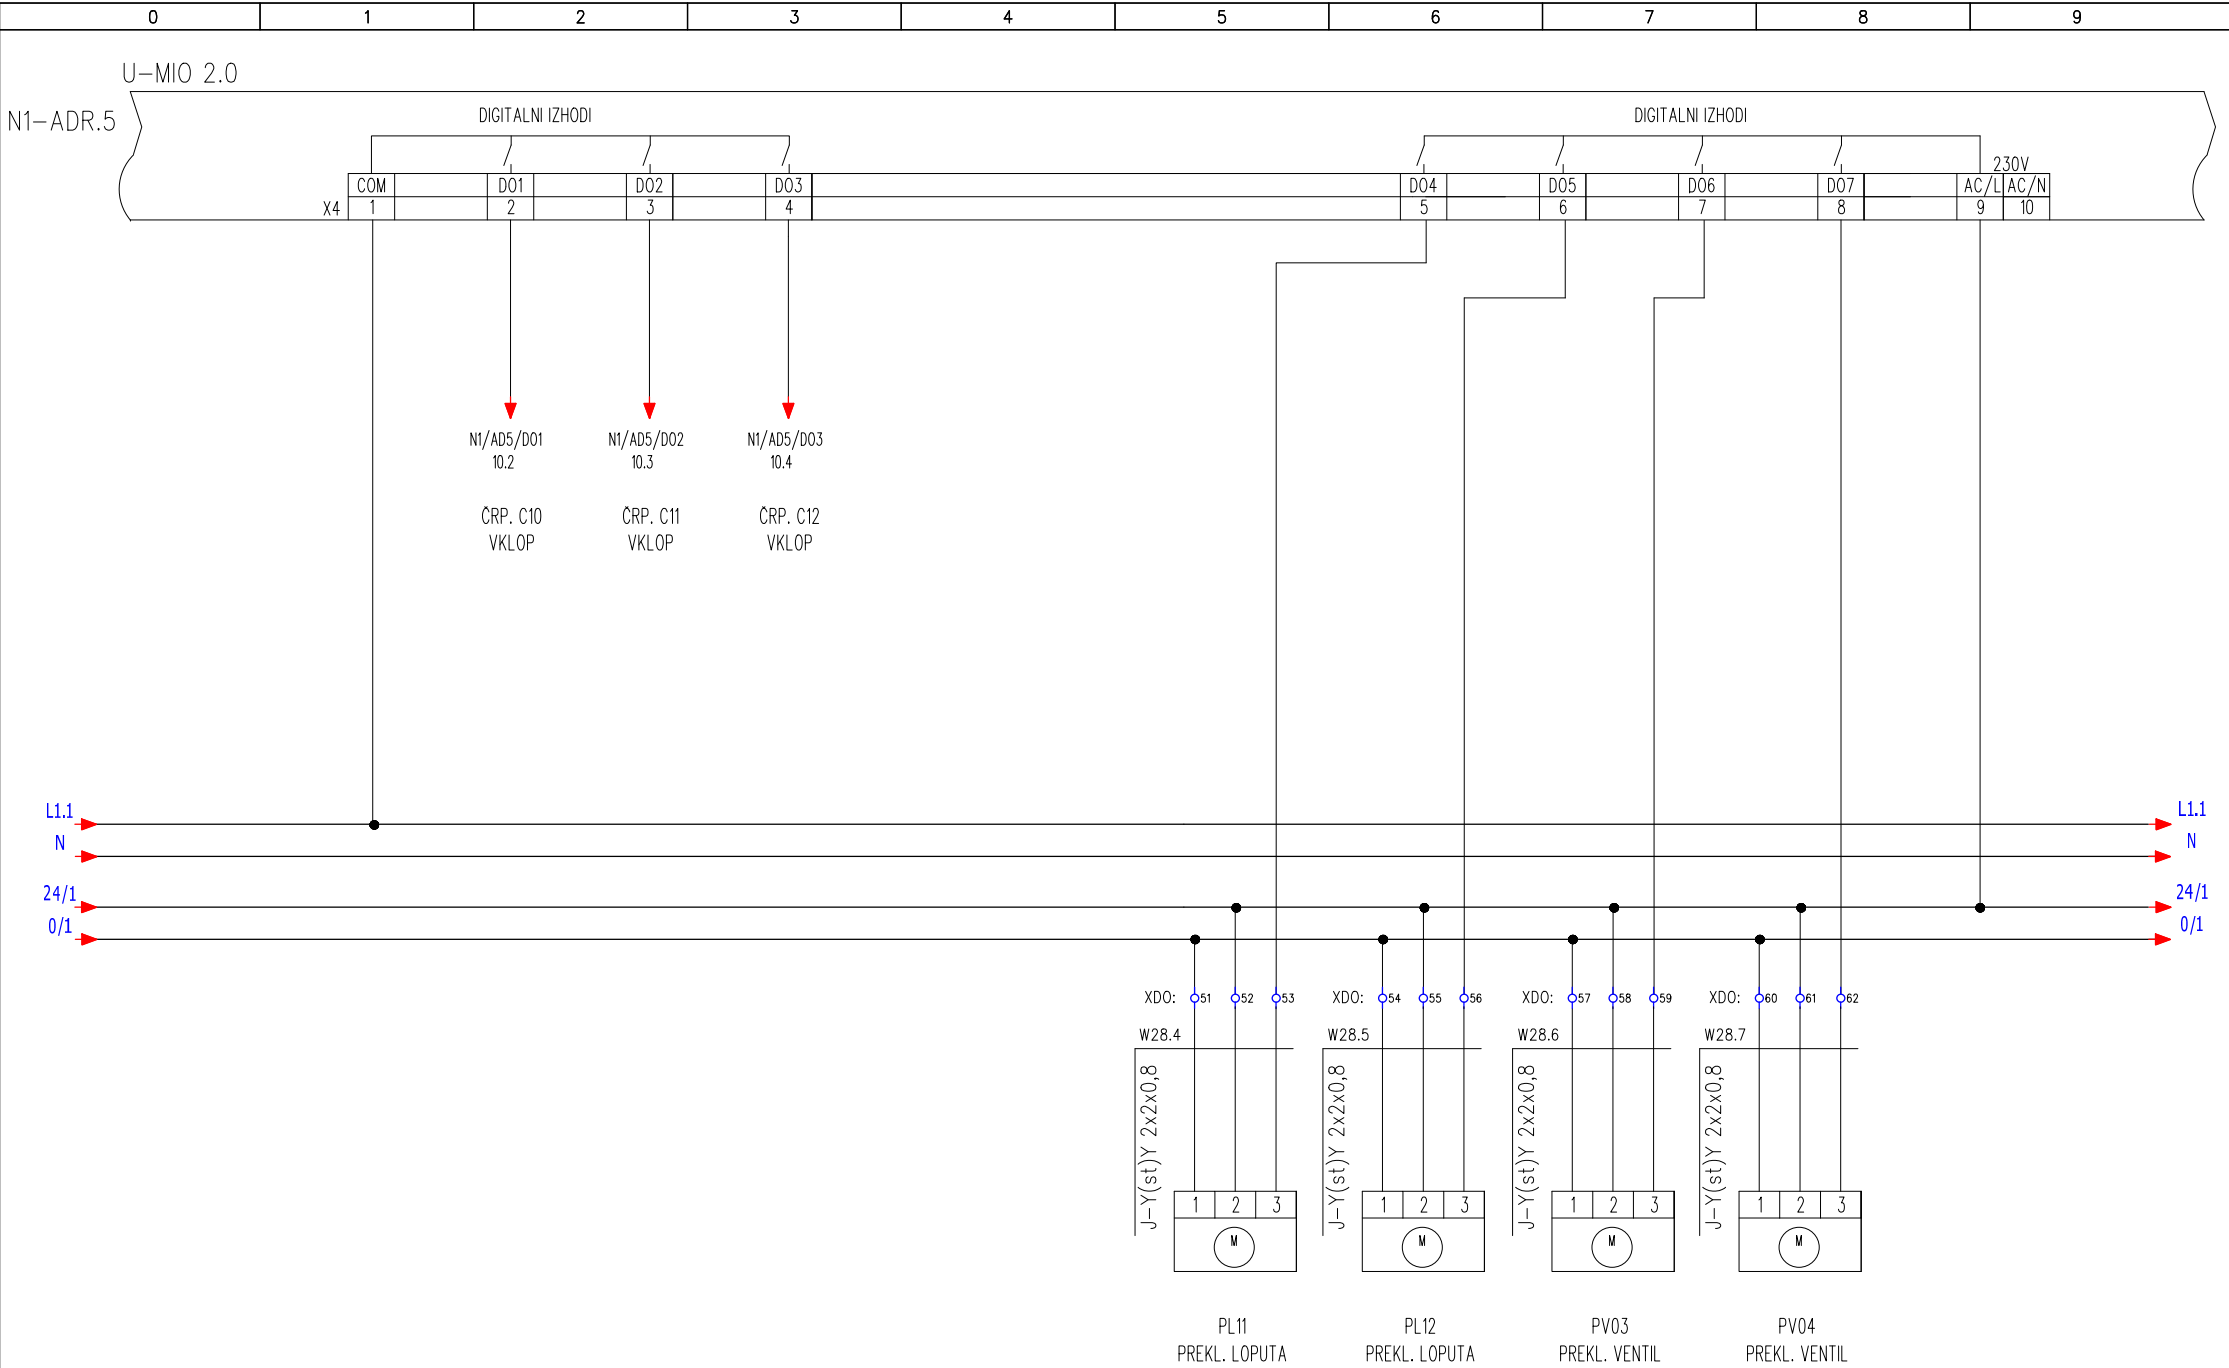 0 1 2 3 4 5 6 7 8 9
U-MIO 2.0
N1-ADR.5
DIGITALNI IZHODI DIGITALNI IZHODI
230V
COM DO1 DO2 DO3 DO4 DO5 DO6 DO7 AC/L AC/N
X4 1 2 3 4 5 6 7 8 9 10
N1/AD5/DO1 N1/AD5/DO2 N1/AD5/DO3
10.2 10.3 10.4
ČRP. C10 ČRP. C11 ČRP. C12
VKLOP VKLOP VKLOP
L1.1 L1.1
N N
24/1 24/1
0/1 0/1
XDO: 51 52 53 XDO: 54 55 56 XDO: 57 58 59 XDO: 60 61 62
W28.4 W28.5 W28.6 W28.7
J-Y(st)Y 2x2x0,8 J-Y(st)Y 2x2x0,8 J-Y(st)Y 2x2x0,8 J-Y(st)Y 2x2x0,8
1 2 3 1 2 3 1 2 3 1 2 3
M M M M
PL11 PL12 PV03 PV04
PREKL. LOPUTA PREKL. LOPUTA PREKL. VENTIL PREKL. VENTIL